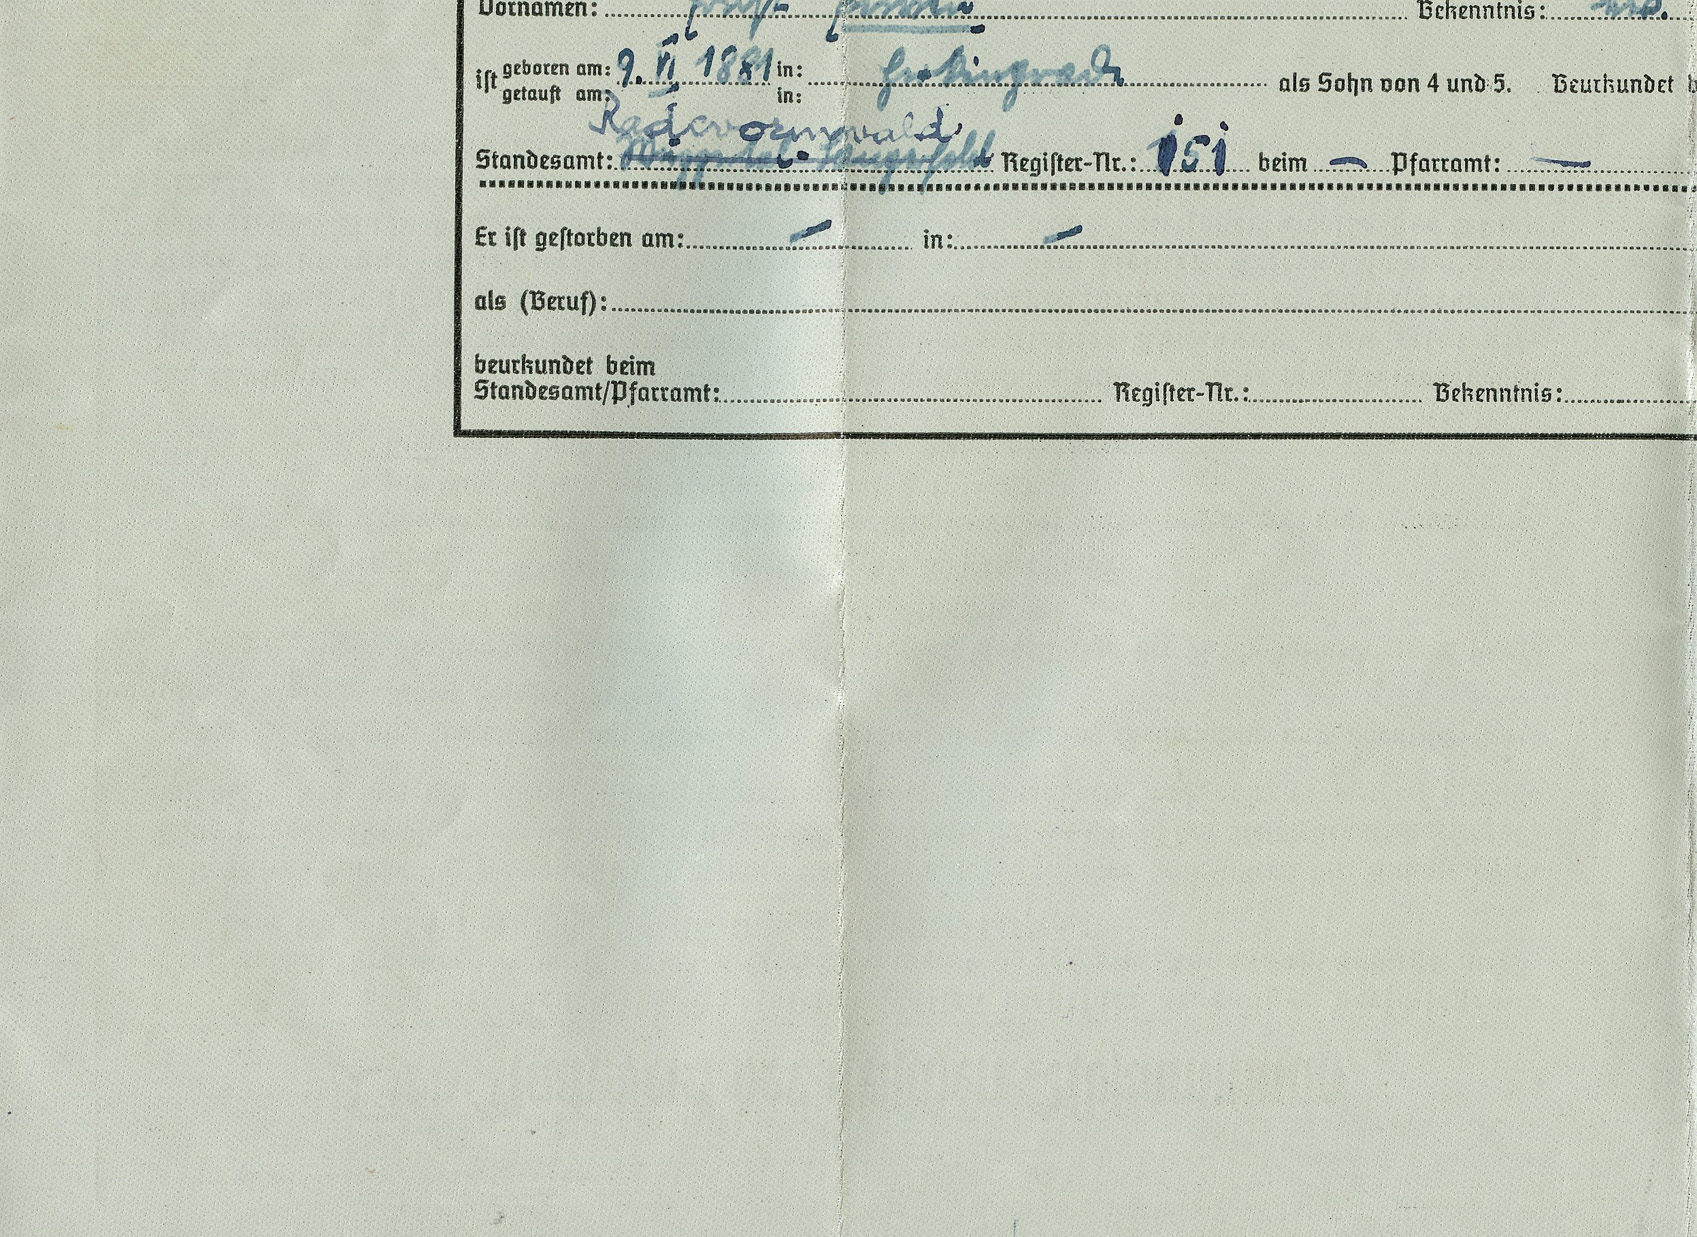 Vornamen: Bekenntnis:
ist geboren am: 9. VI 1881 in: als Sohn von 4 und 5. Beurkundet b
getauft am: in:
Radevormwald
Standesamt: Wuppertal-Langerfeld Register-Nr.: 151 beim — Pfarramt: —
Er ist gestorben am: — in: —
als (Beruf):
beurkundet beim
Standesamt/Pfarramt: Register-Nr.: Bekenntnis: